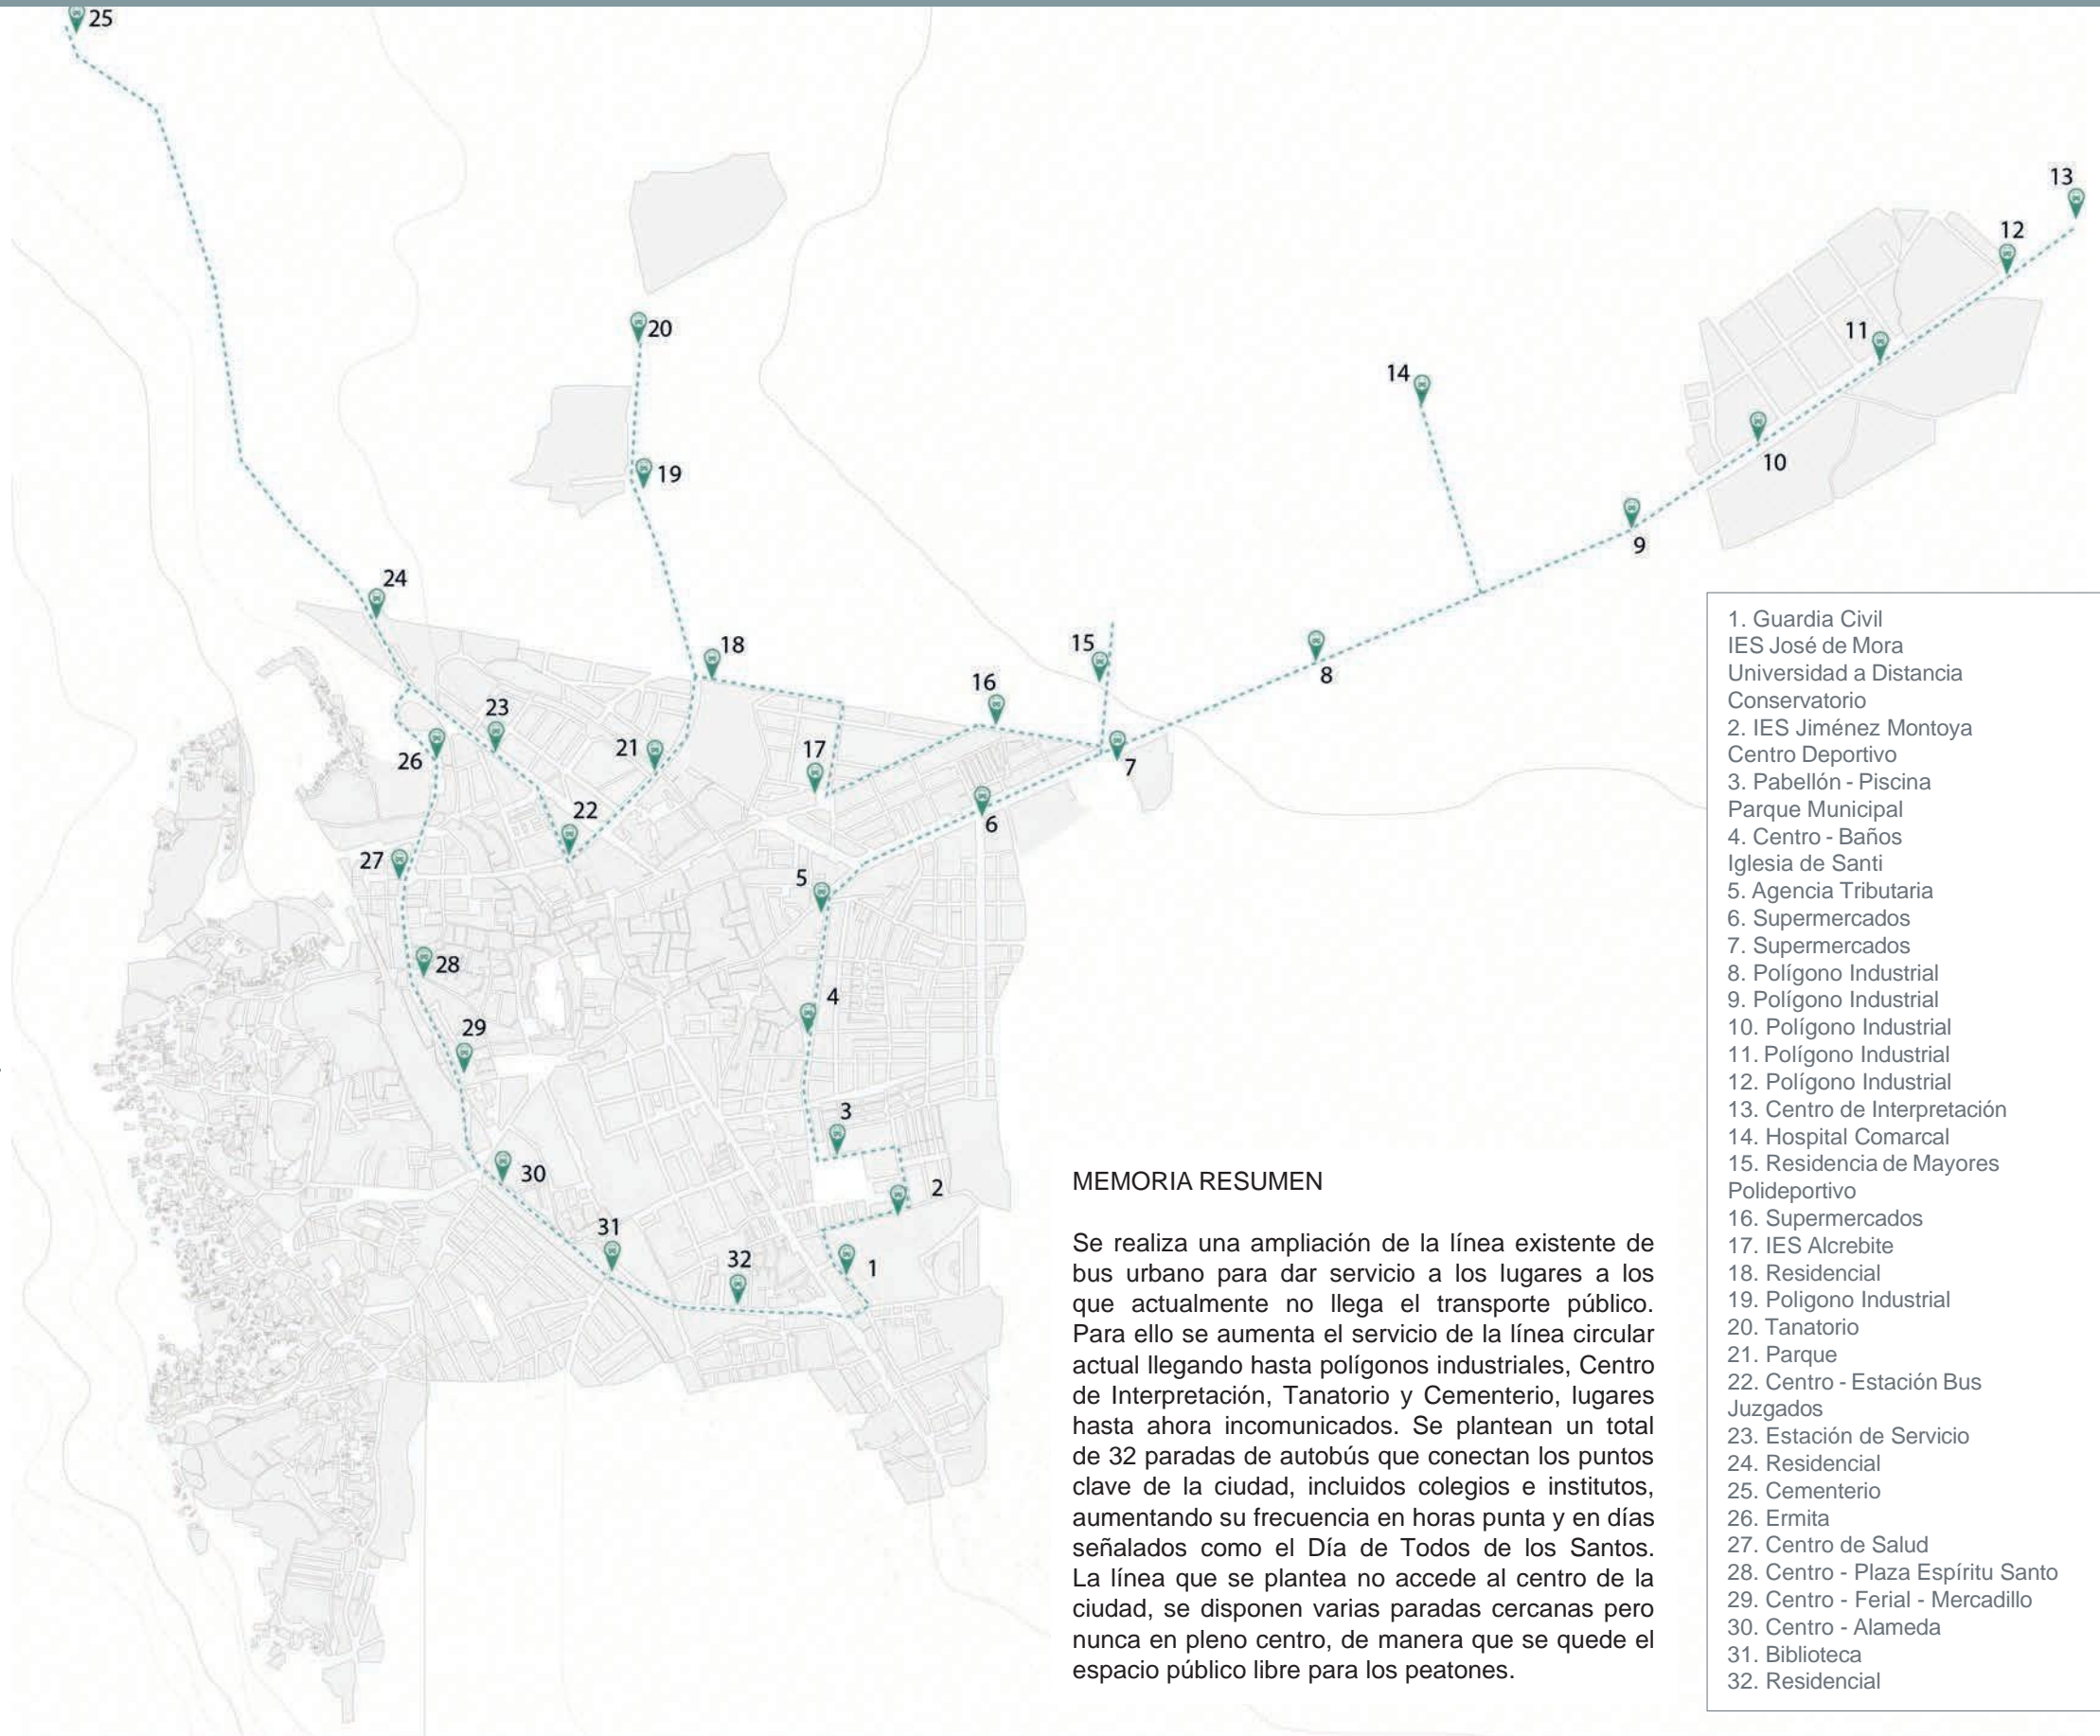 25
13
12
20
11
14
10
19
9
24
15
18
8
16
23
21
17
26
7
22
6
27
5
28
4
29
3
30
2
31
32
1
MEMORIA RESUMEN
Se realiza una ampliación de la línea existente de
bus urbano para dar servicio a los lugares a los
que actualmente no llega el transporte público.
Para ello se aumenta el servicio de la línea circular
actual llegando hasta polígonos industriales, Centro
de Interpretación, Tanatorio y Cementerio, lugares
hasta ahora incomunicados. Se plantean un total
de 32 paradas de autobús que conectan los puntos
clave de la ciudad, incluidos colegios e institutos,
aumentando su frecuencia en horas punta y en días
señalados como el Día de Todos de los Santos.
La línea que se plantea no accede al centro de la
ciudad, se disponen varias paradas cercanas pero
nunca en pleno centro, de manera que se quede el
espacio público libre para los peatones.
1. Guardia Civil
IES José de Mora
Universidad a Distancia
Conservatorio
2. IES Jiménez Montoya
Centro Deportivo
3. Pabellón - Piscina
Parque Municipal
4. Centro - Baños
Iglesia de Santi
5. Agencia Tributaria
6. Supermercados
7. Supermercados
8. Polígono Industrial
9. Polígono Industrial
10. Polígono Industrial
11. Polígono Industrial
12. Polígono Industrial
13. Centro de Interpretación
14. Hospital Comarcal
15. Residencia de Mayores
Polideportivo
16. Supermercados
17. IES Alcrebite
18. Residencial
19. Poligono Industrial
20. Tanatorio
21. Parque
22. Centro - Estación Bus
Juzgados
23. Estación de Servicio
24. Residencial
25. Cementerio
26. Ermita
27. Centro de Salud
28. Centro - Plaza Espíritu Santo
29. Centro - Ferial - Mercadillo
30. Centro - Alameda
31. Biblioteca
32. Residencial